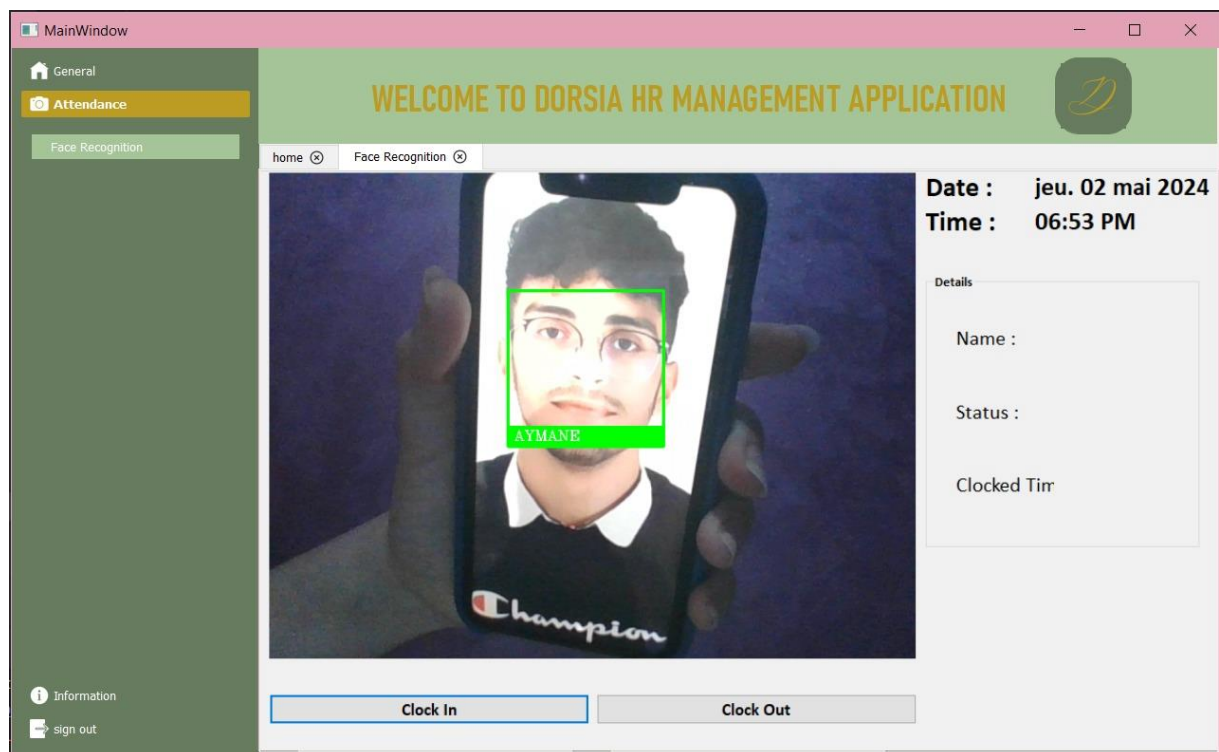 MainWindow
General
Attendance
Face Recognition
WELCOME TO DORSIA HR MANAGEMENT APPLICATION
D
home
Face Recognition
Date : jeu. 02 mai 2024
Time : 06:53 PM
AYMANE
Champion
Details
Name :
Status :
Clocked Tim
Clock In
Clock Out
Information
sign out